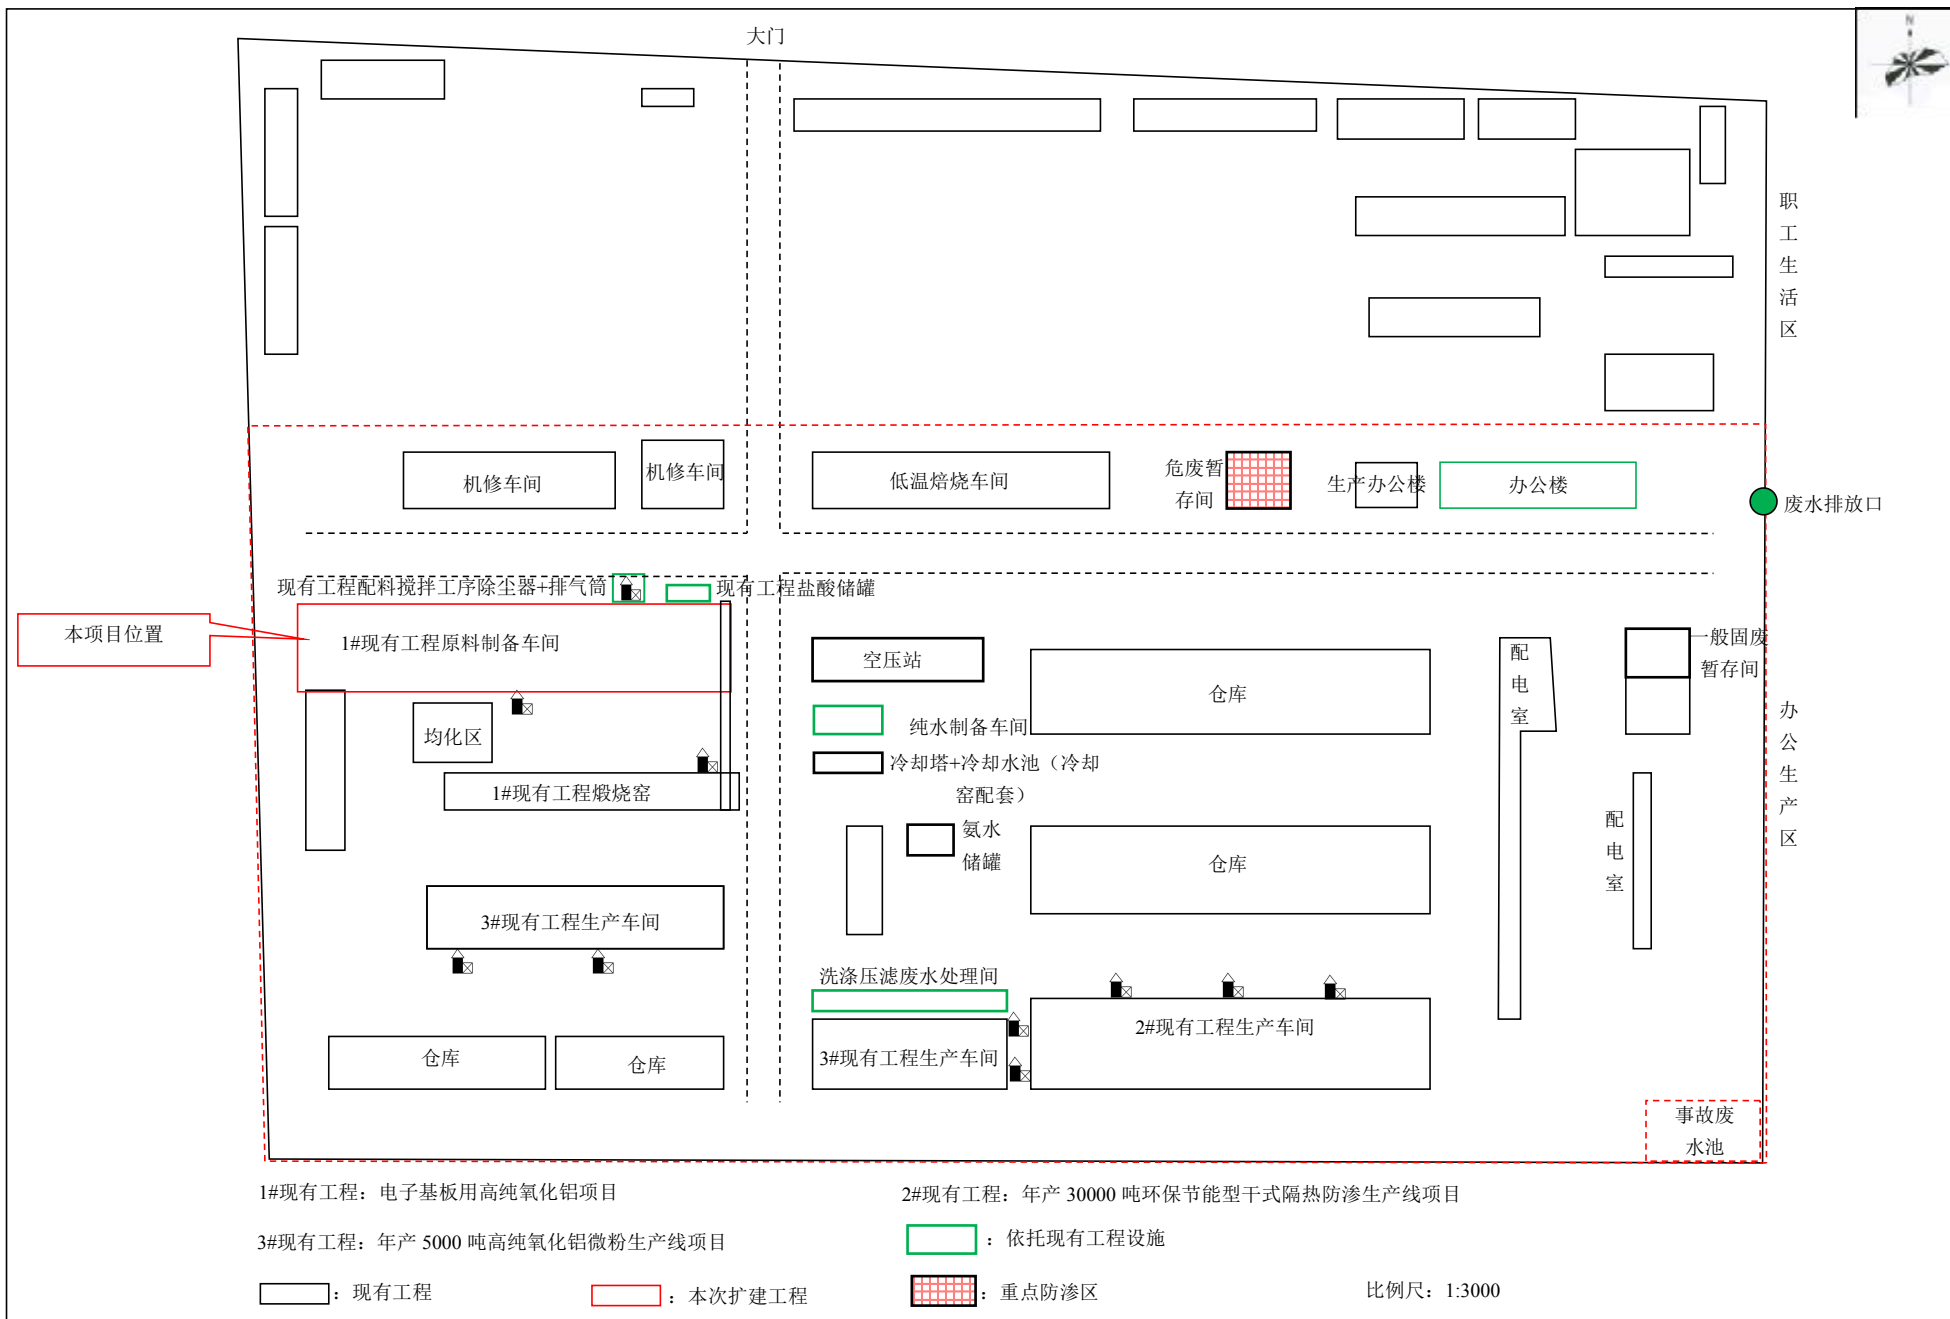 大门
N
职
工
生
活
区
机修车间
机修车间
低温焙烧车间
危废暂
存间
生产办公楼
办公楼
废水排放口
现有工程配料搅拌工序除尘器+排气筒
现有工程盐酸储罐
本项目位置
1#现有工程原料制备车间
空压站
仓库
配
电
室
一般固废
暂存间
均化区
纯水制备车间
冷却塔+冷却水池（冷却
窑配套）
办
公
生
产
区
1#现有工程煅烧窑
氨水
储罐
仓库
配
电
室
3#现有工程生产车间
洗涤压滤废水处理间
2#现有工程生产车间
3#现有工程生产车间
仓库
仓库
事故废
水池
1#现有工程：电子基板用高纯氧化铝项目
2#现有工程：年产 30000 吨环保节能型干式隔热防渗生产线项目
3#现有工程：年产 5000 吨高纯氧化铝微粉生产线项目
：依托现有工程设施
：现有工程
：本次扩建工程
：重点防渗区
比例尺：1:3000